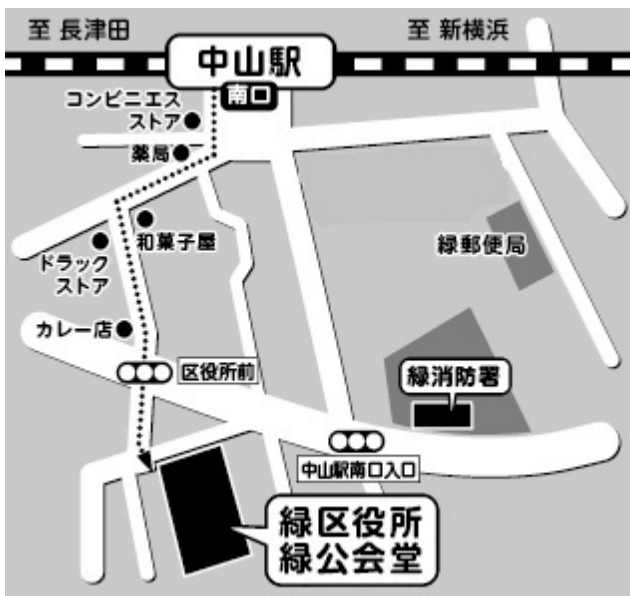 至 長津田
至 新横浜
中山駅
南口
コンビニエス
ストア
薬局
和菓子屋
ドラック
ストア
緑郵便局
カレー店
区役所前
緑消防署
中山駅南口入口
緑区役所
緑公会堂